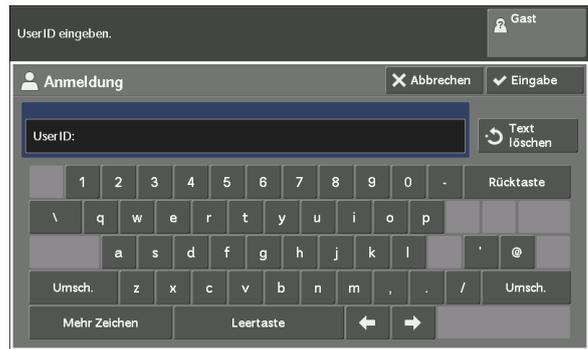 UserID eingeben.
Gast
Anmeldung
Abbrechen
Eingabe
UserID:
Text
löschen
1 2 3 4 5 6 7 8 9 0 - Rücktaste
\ q w e r t y u i o p
a s d f g h j k l ' @
Umsch. z x c v b n m , . / Umsch.
Mehr Zeichen Leertaste